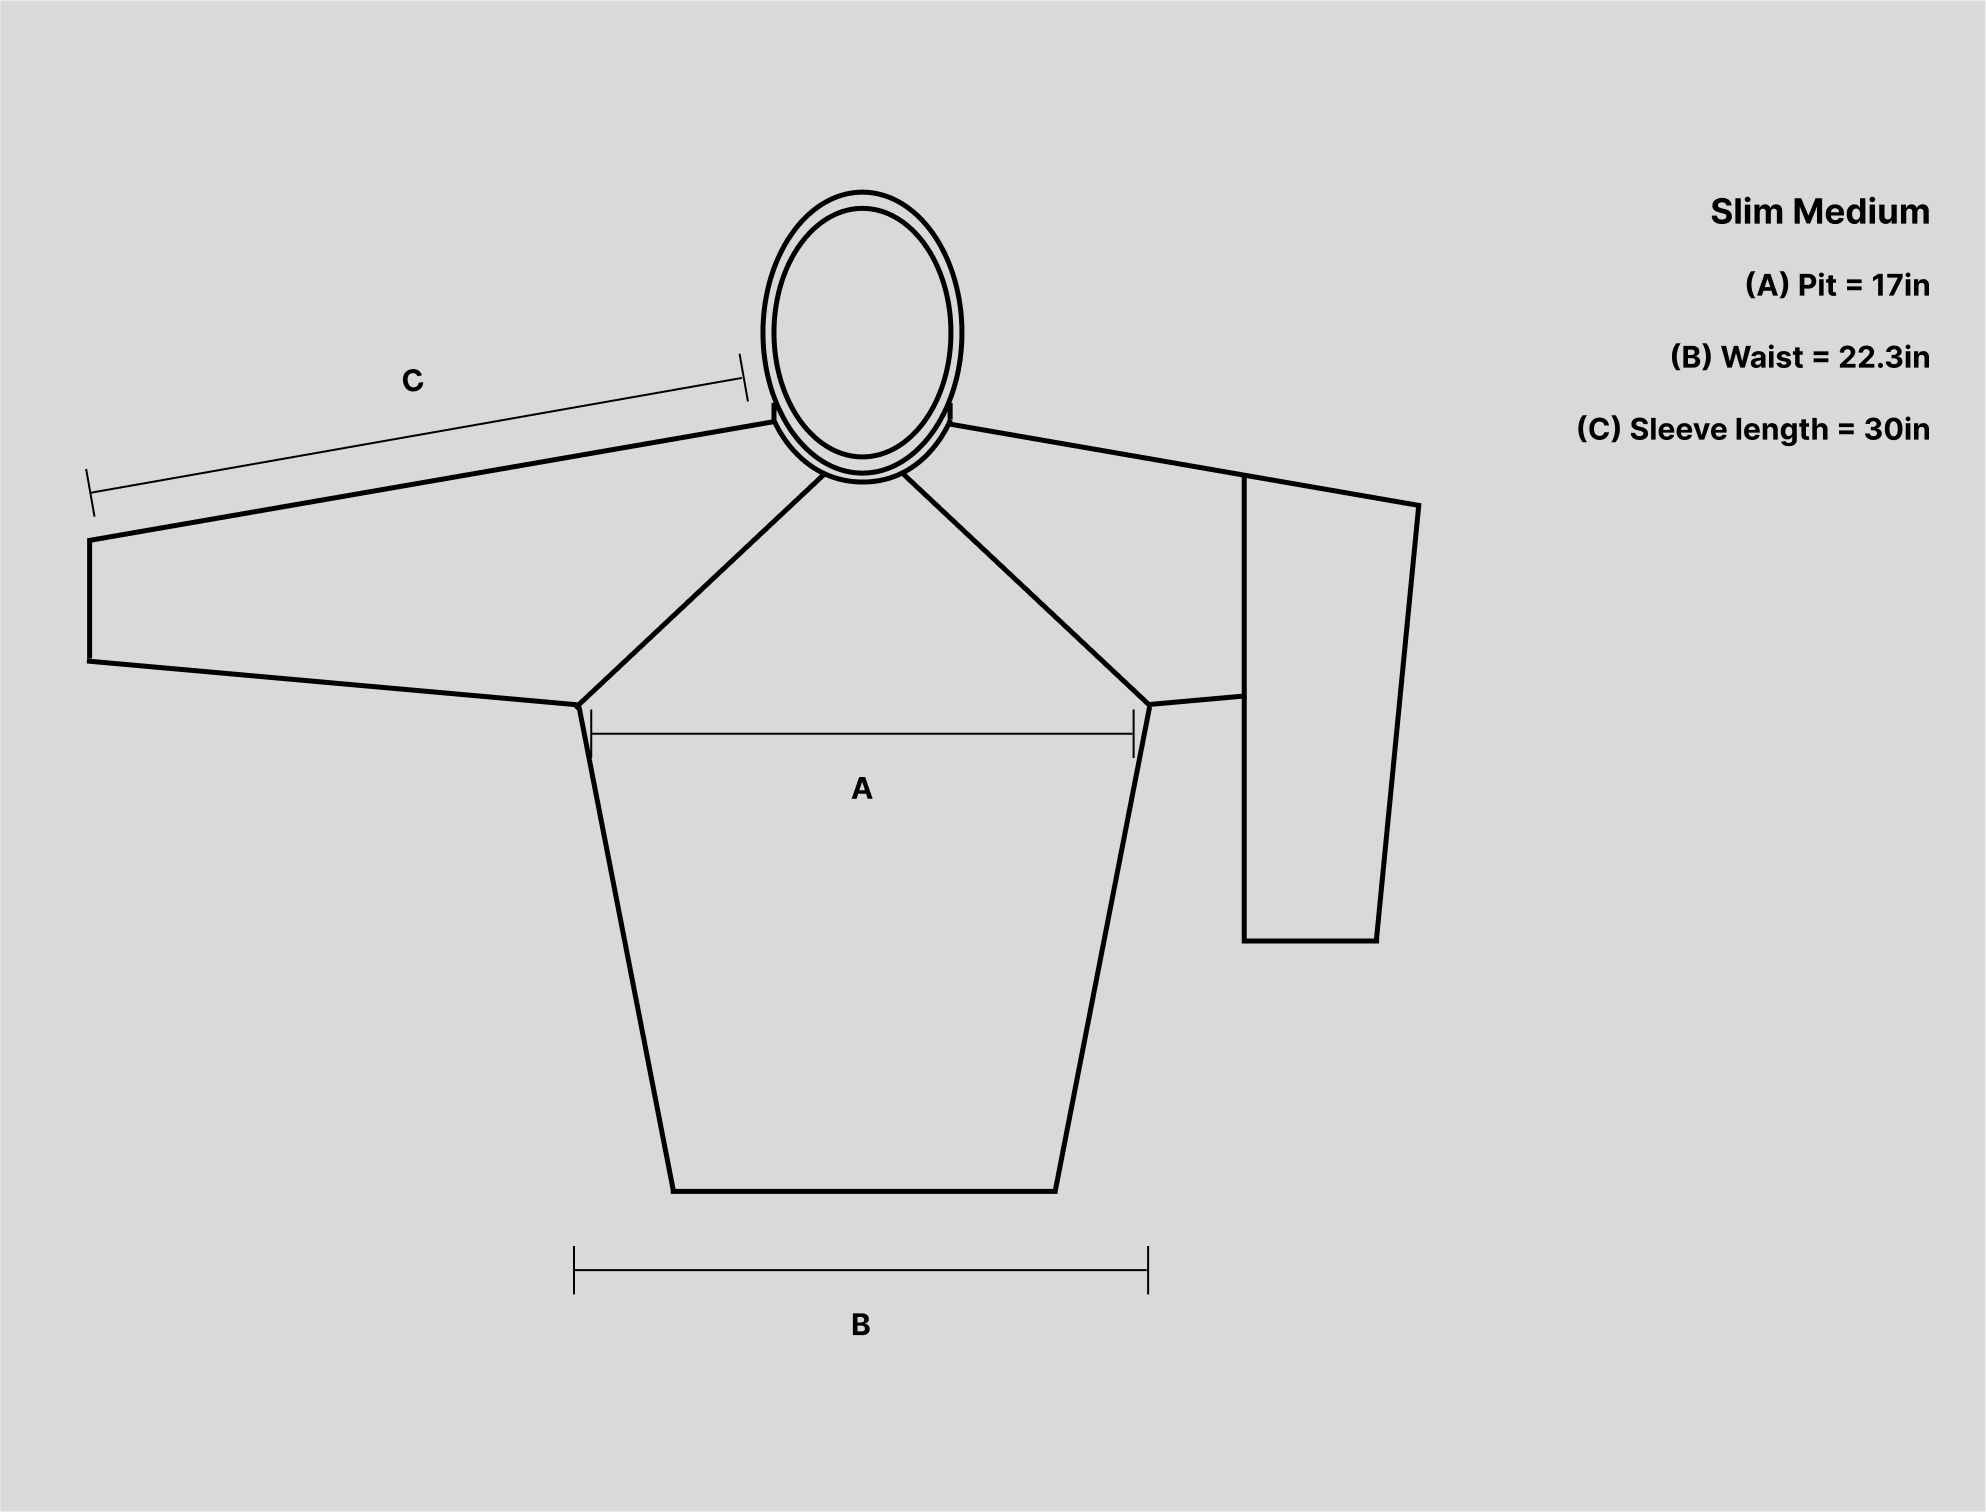 Slim Medium
(A) Pit = 17in
(B) Waist = 22.3in
(C) Sleeve length = 30in
C
A
B